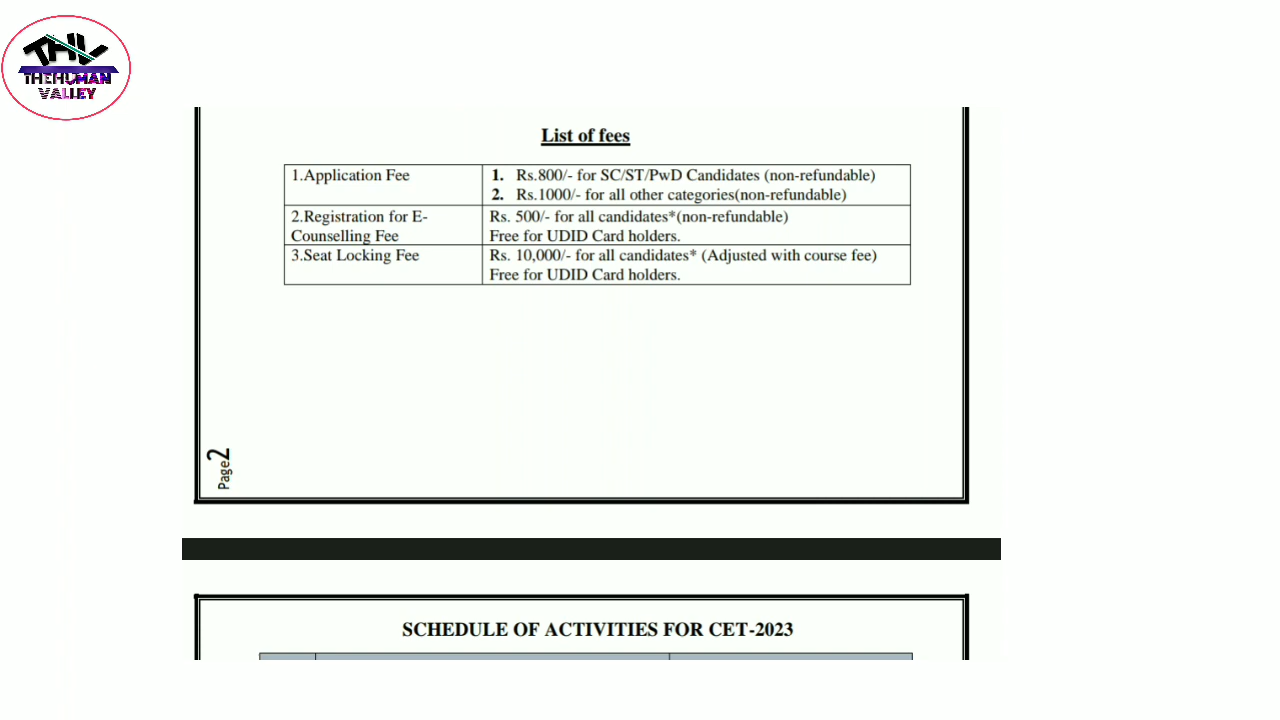 THV
THEHUMAN
VALLEY
List of fees
1.Application Fee
1. Rs.800/- for SC/ST/PwD Candidates (non-refundable)
2. Rs.1000/- for all other categories(non-refundable)
2.Registration for E-
Counselling Fee
Rs. 500/- for all candidates*(non-refundable)
Free for UDID Card holders.
3.Seat Locking Fee
Rs. 10,000/- for all candidates* (Adjusted with course fee)
Free for UDID Card holders.
Page2
SCHEDULE OF ACTIVITIES FOR CET-2023